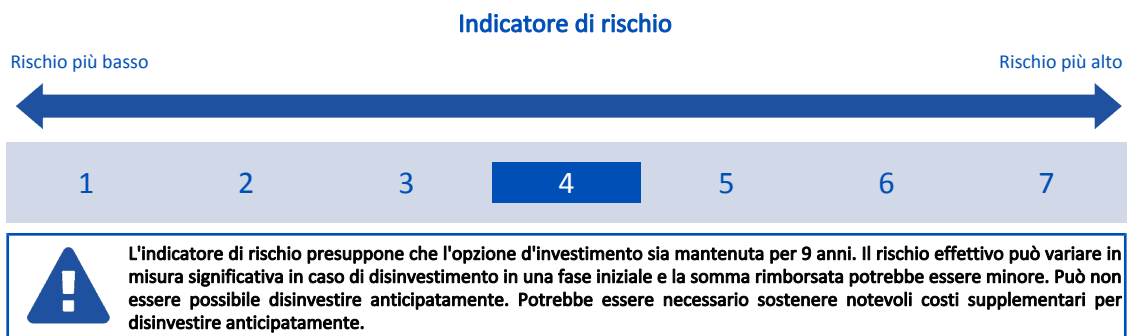 Indicatore di rischio
Rischio più basso Rischio più alto
1 2 3 4 5 6 7
L'indicatore di rischio presuppone che l'opzione d'investimento sia mantenuta per 9 anni. Il rischio effettivo può variare in
misura significativa in caso di disinvestimento in una fase iniziale e la somma rimborsata potrebbe essere minore. Può non
essere possibile disinvestire anticipatamente. Potrebbe essere necessario sostenere notevoli costi supplementari per
disinvestire anticipatamente.